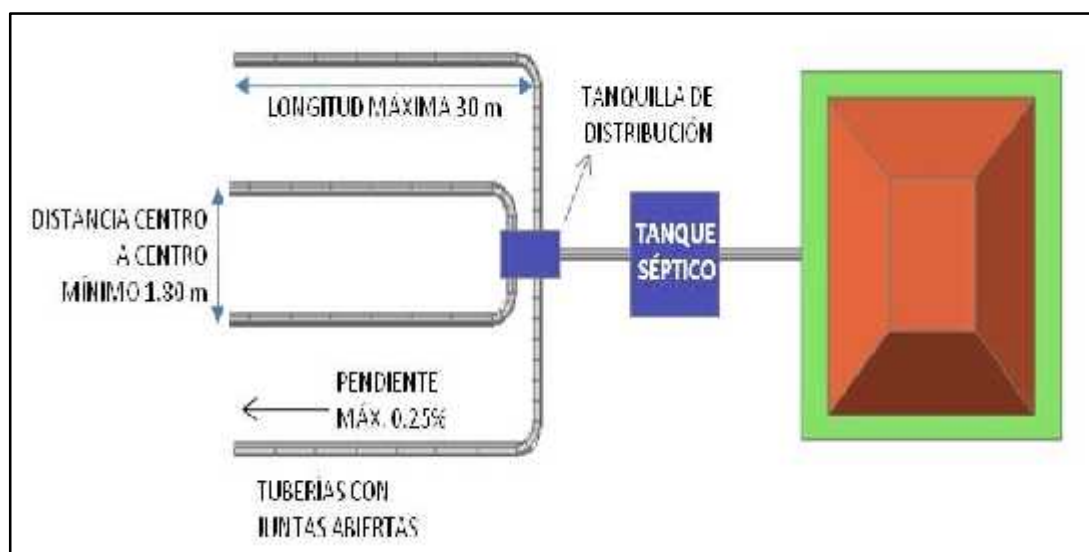 LONGITUD MÁXIMA 30 m
TANQUILLA DE
DISTRIBUCIÓN
DISTANCIA CENTRO
A CENTRO
MÍNIMO 1.80 m
TANQUE
SÉPTICO
PENDIENTE
MÁX. 0.25%
TUBERÍAS CON
JUNTAS ABIERTAS